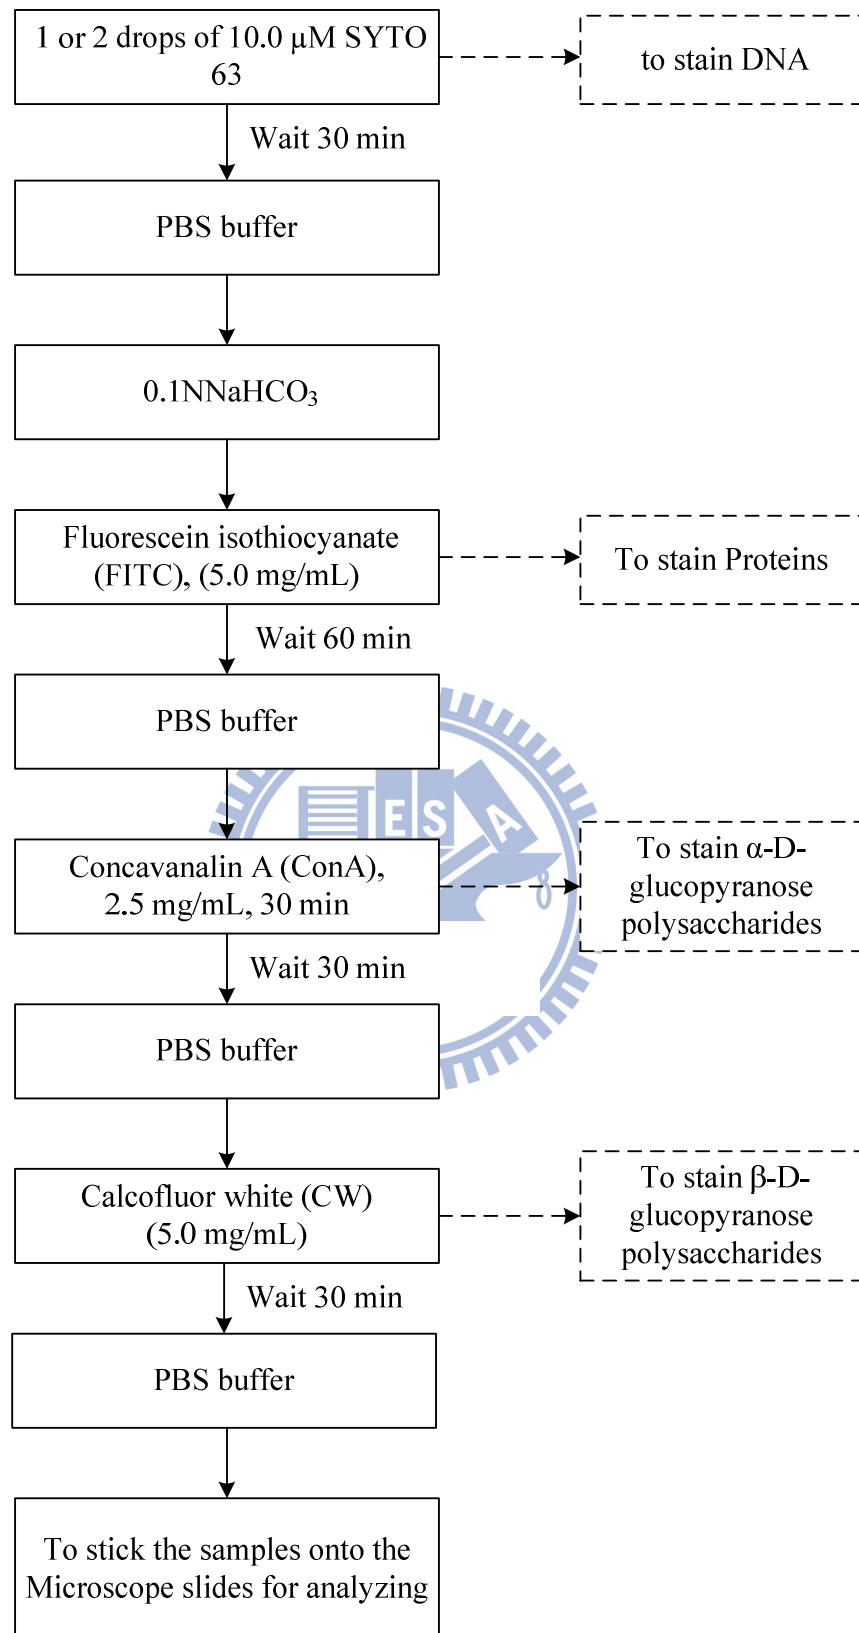 1 or 2 drops of 10.0 μM SYTO
63
to stain DNA
Wait 30 min
PBS buffer
0.1NNaHCO₃
Fluorescein isothiocyanate
(FITC), (5.0 mg/mL)
To stain Proteins
Wait 60 min
PBS buffer
E S A
Concavanalin A (ConA),
2.5 mg/mL, 30 min
To stain α-D-
glucopyranose
polysaccharides
Wait 30 min
PBS buffer
Calcofluor white (CW)
(5.0 mg/mL)
To stain β-D-
glucopyranose
polysaccharides
Wait 30 min
PBS buffer
To stick the samples onto the
Microscope slides for analyzing